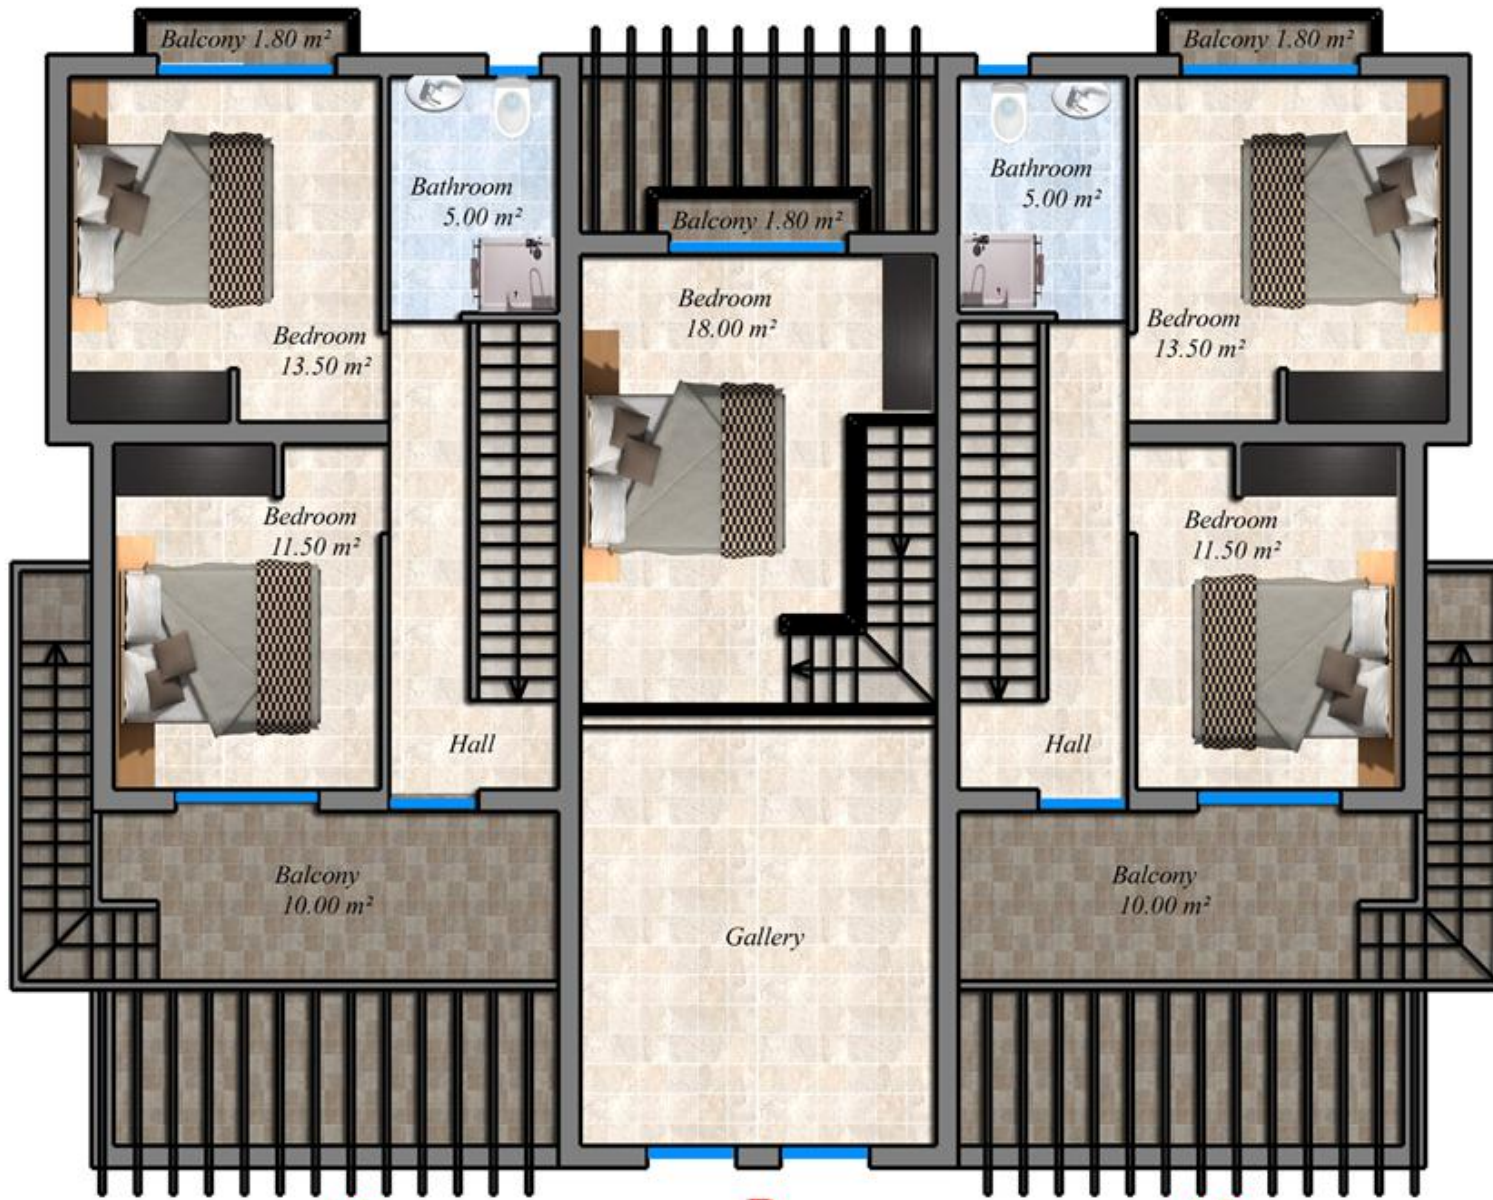 Balcony 1.80 m²
Balcony 1.80 m²
Bathroom
5.00 m²
Bathroom
5.00 m²
Balcony 1.80 m²
Bedroom
18.00 m²
Bedroom
13.50 m²
Bedroom
13.50 m²
Bedroom
11.50 m²
Bedroom
11.50 m²
Hall
Hall
Balcony
10.00 m²
Balcony
10.00 m²
Gallery